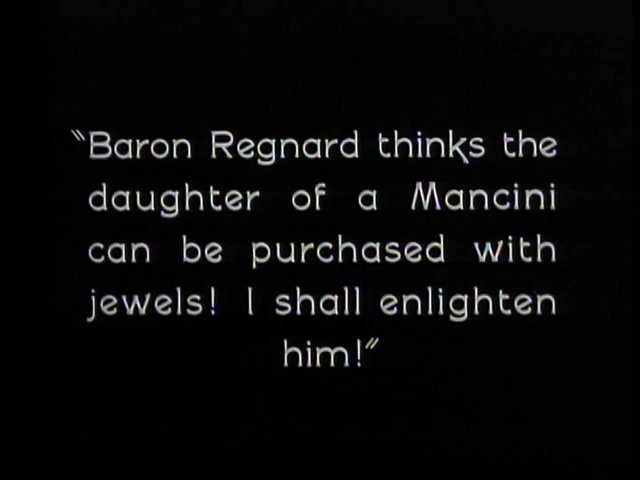 "Baron Regnard thinks the
daughter of a Mancini
can be purchased with
jewels! I shall enlighten
him!"